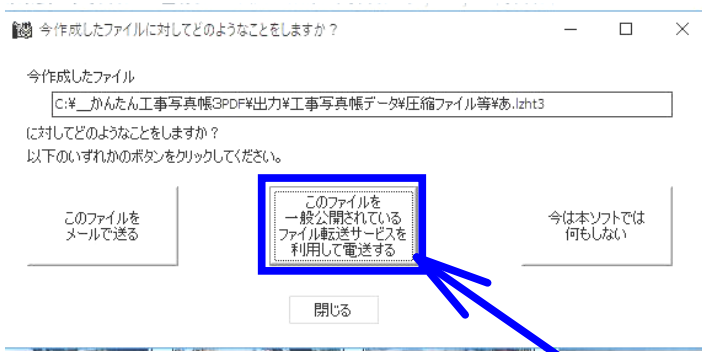 今作成したファイルに対してどのようなことをしますか？
今作成したファイル
C:¥__かんたん工事写真帳3PDF¥出力¥工事写真帳データ¥圧縮ファイル等¥あ.lzht3
に対してどのようなことをしますか？
以下のいずれかのボタンをクリックしてください。
このファイルを
メールで送る
このファイルを
一般公開されている
ファイル転送サービスを
利用して電送する
今は本ソフトでは
何もしない
閉じる